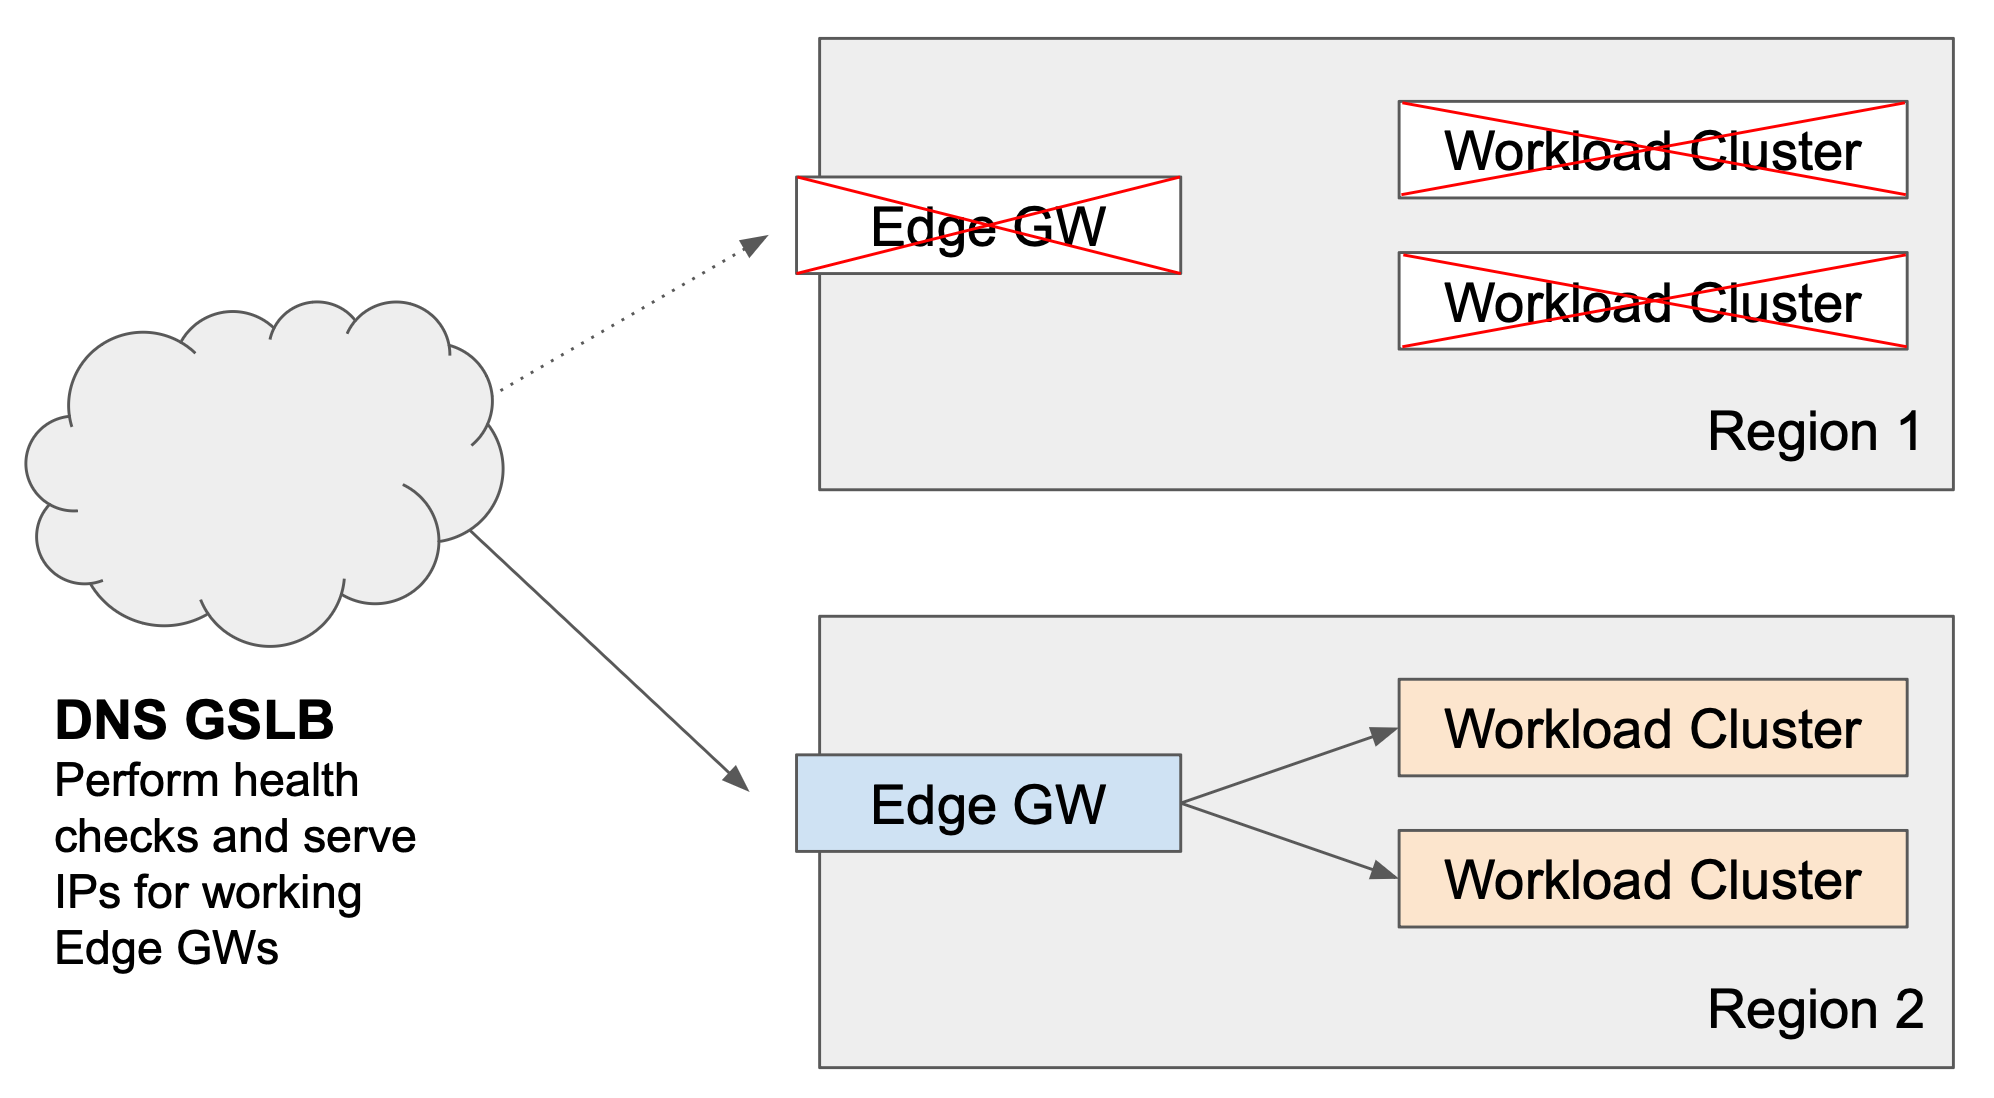 Workload Cluster
Edge GW
Workload Cluster
Region 1
DNS GSLB
Perform health
checks and serve
IPs for working
Edge GWs
Workload Cluster
Edge GW
Workload Cluster
Region 2